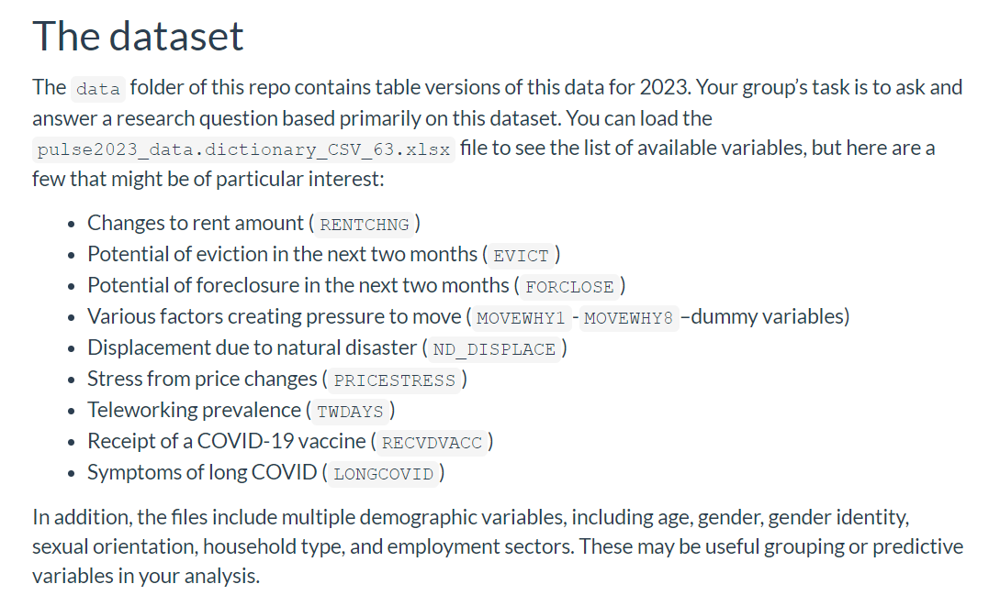 The dataset
The data folder of this repo contains table versions of this data for 2023. Your group's task is to ask and
answer a research question based primarily on this dataset. You can load the
pulse2023_data.dictionary_CSV_63.xlsx file to see the list of available variables, but here are a
few that might be of particular interest:
• Changes to rent amount ( RENTCHNG )
• Potential of eviction in the next two months ( EVICT )
• Potential of foreclosure in the next two months ( FORCLOSE )
• Various factors creating pressure to move ( MOVEWHY1 - MOVEWHY8 –dummy variables)
• Displacement due to natural disaster ( ND_DISPLACE )
• Stress from price changes ( PRICESTRESS )
• Teleworking prevalence ( TWDAYS )
• Receipt of a COVID-19 vaccine ( RECVDVACC )
• Symptoms of long COVID ( LONGCOVID )
In addition, the files include multiple demographic variables, including age, gender, gender identity,
sexual orientation, household type, and employment sectors. These may be useful grouping or predictive
variables in your analysis.